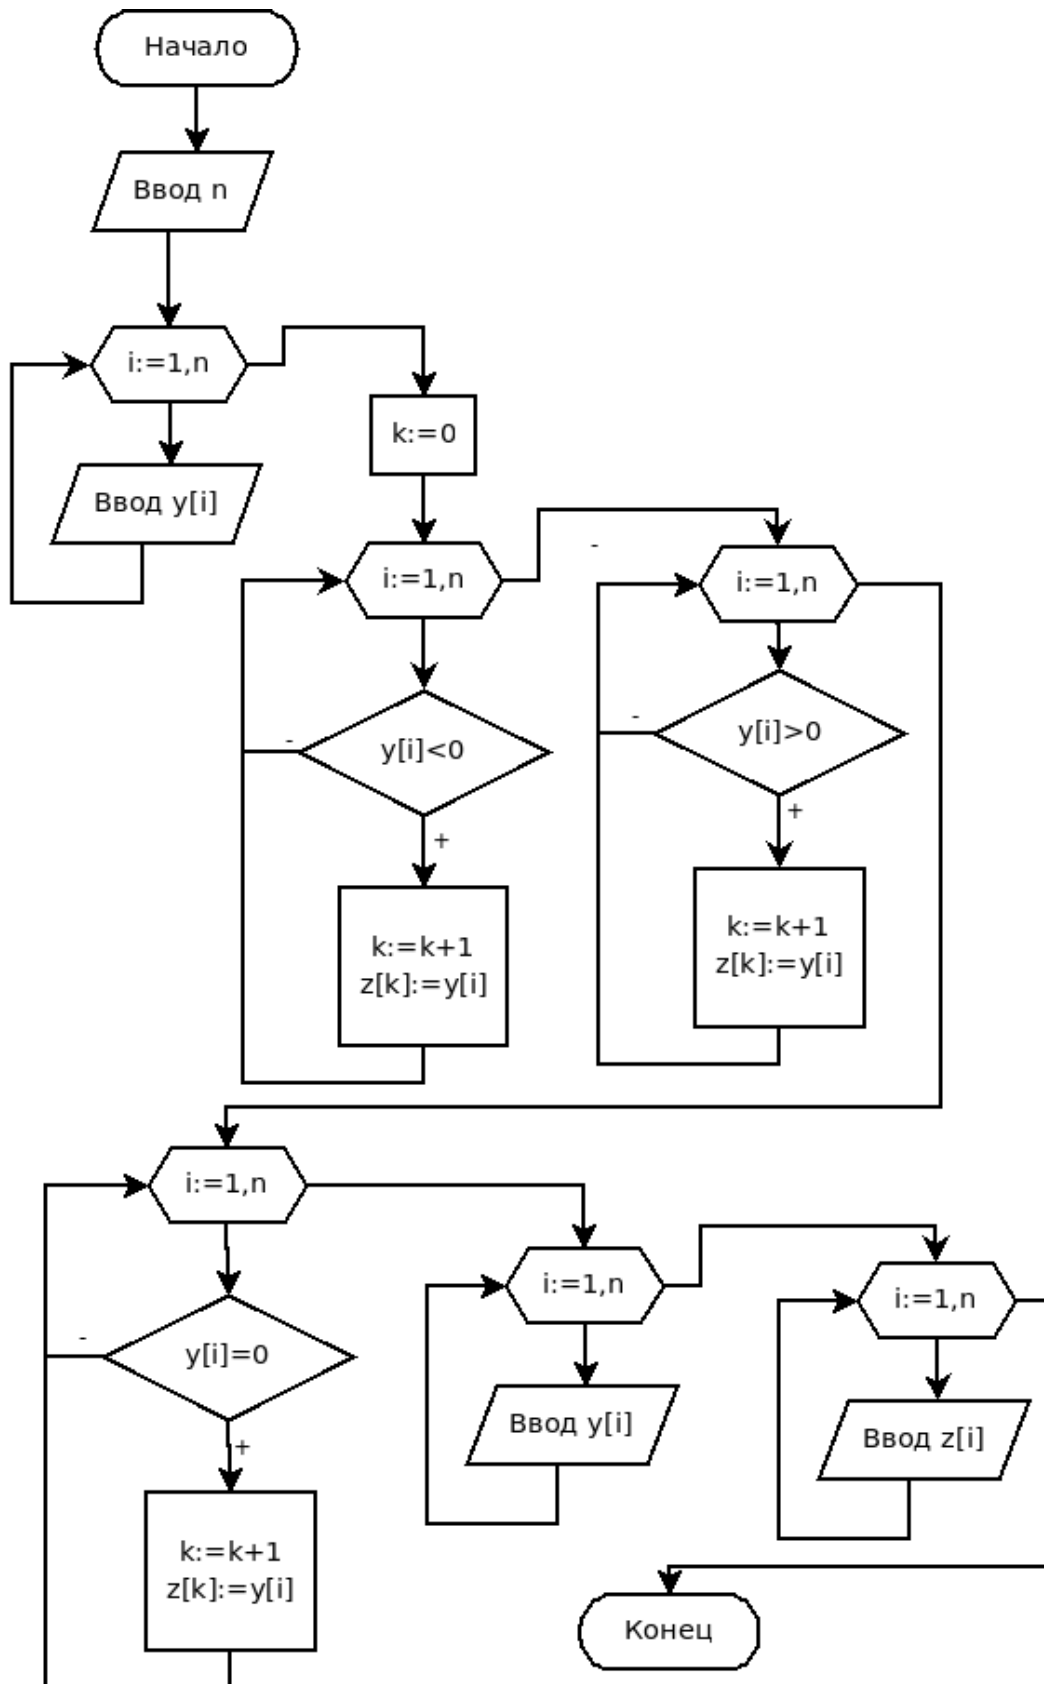 Начало
Ввод n
i:=1,n
Ввод y[i]
k:=0
i:=1,n
-
y[i]<0
+
k:=k+1
z[k]:=y[i]
-
i:=1,n
-
y[i]>0
+
k:=k+1
z[k]:=y[i]
i:=1,n
-
y[i]=0
+
k:=k+1
z[k]:=y[i]
i:=1,n
Ввод y[i]
i:=1,n
Ввод z[i]
Конец